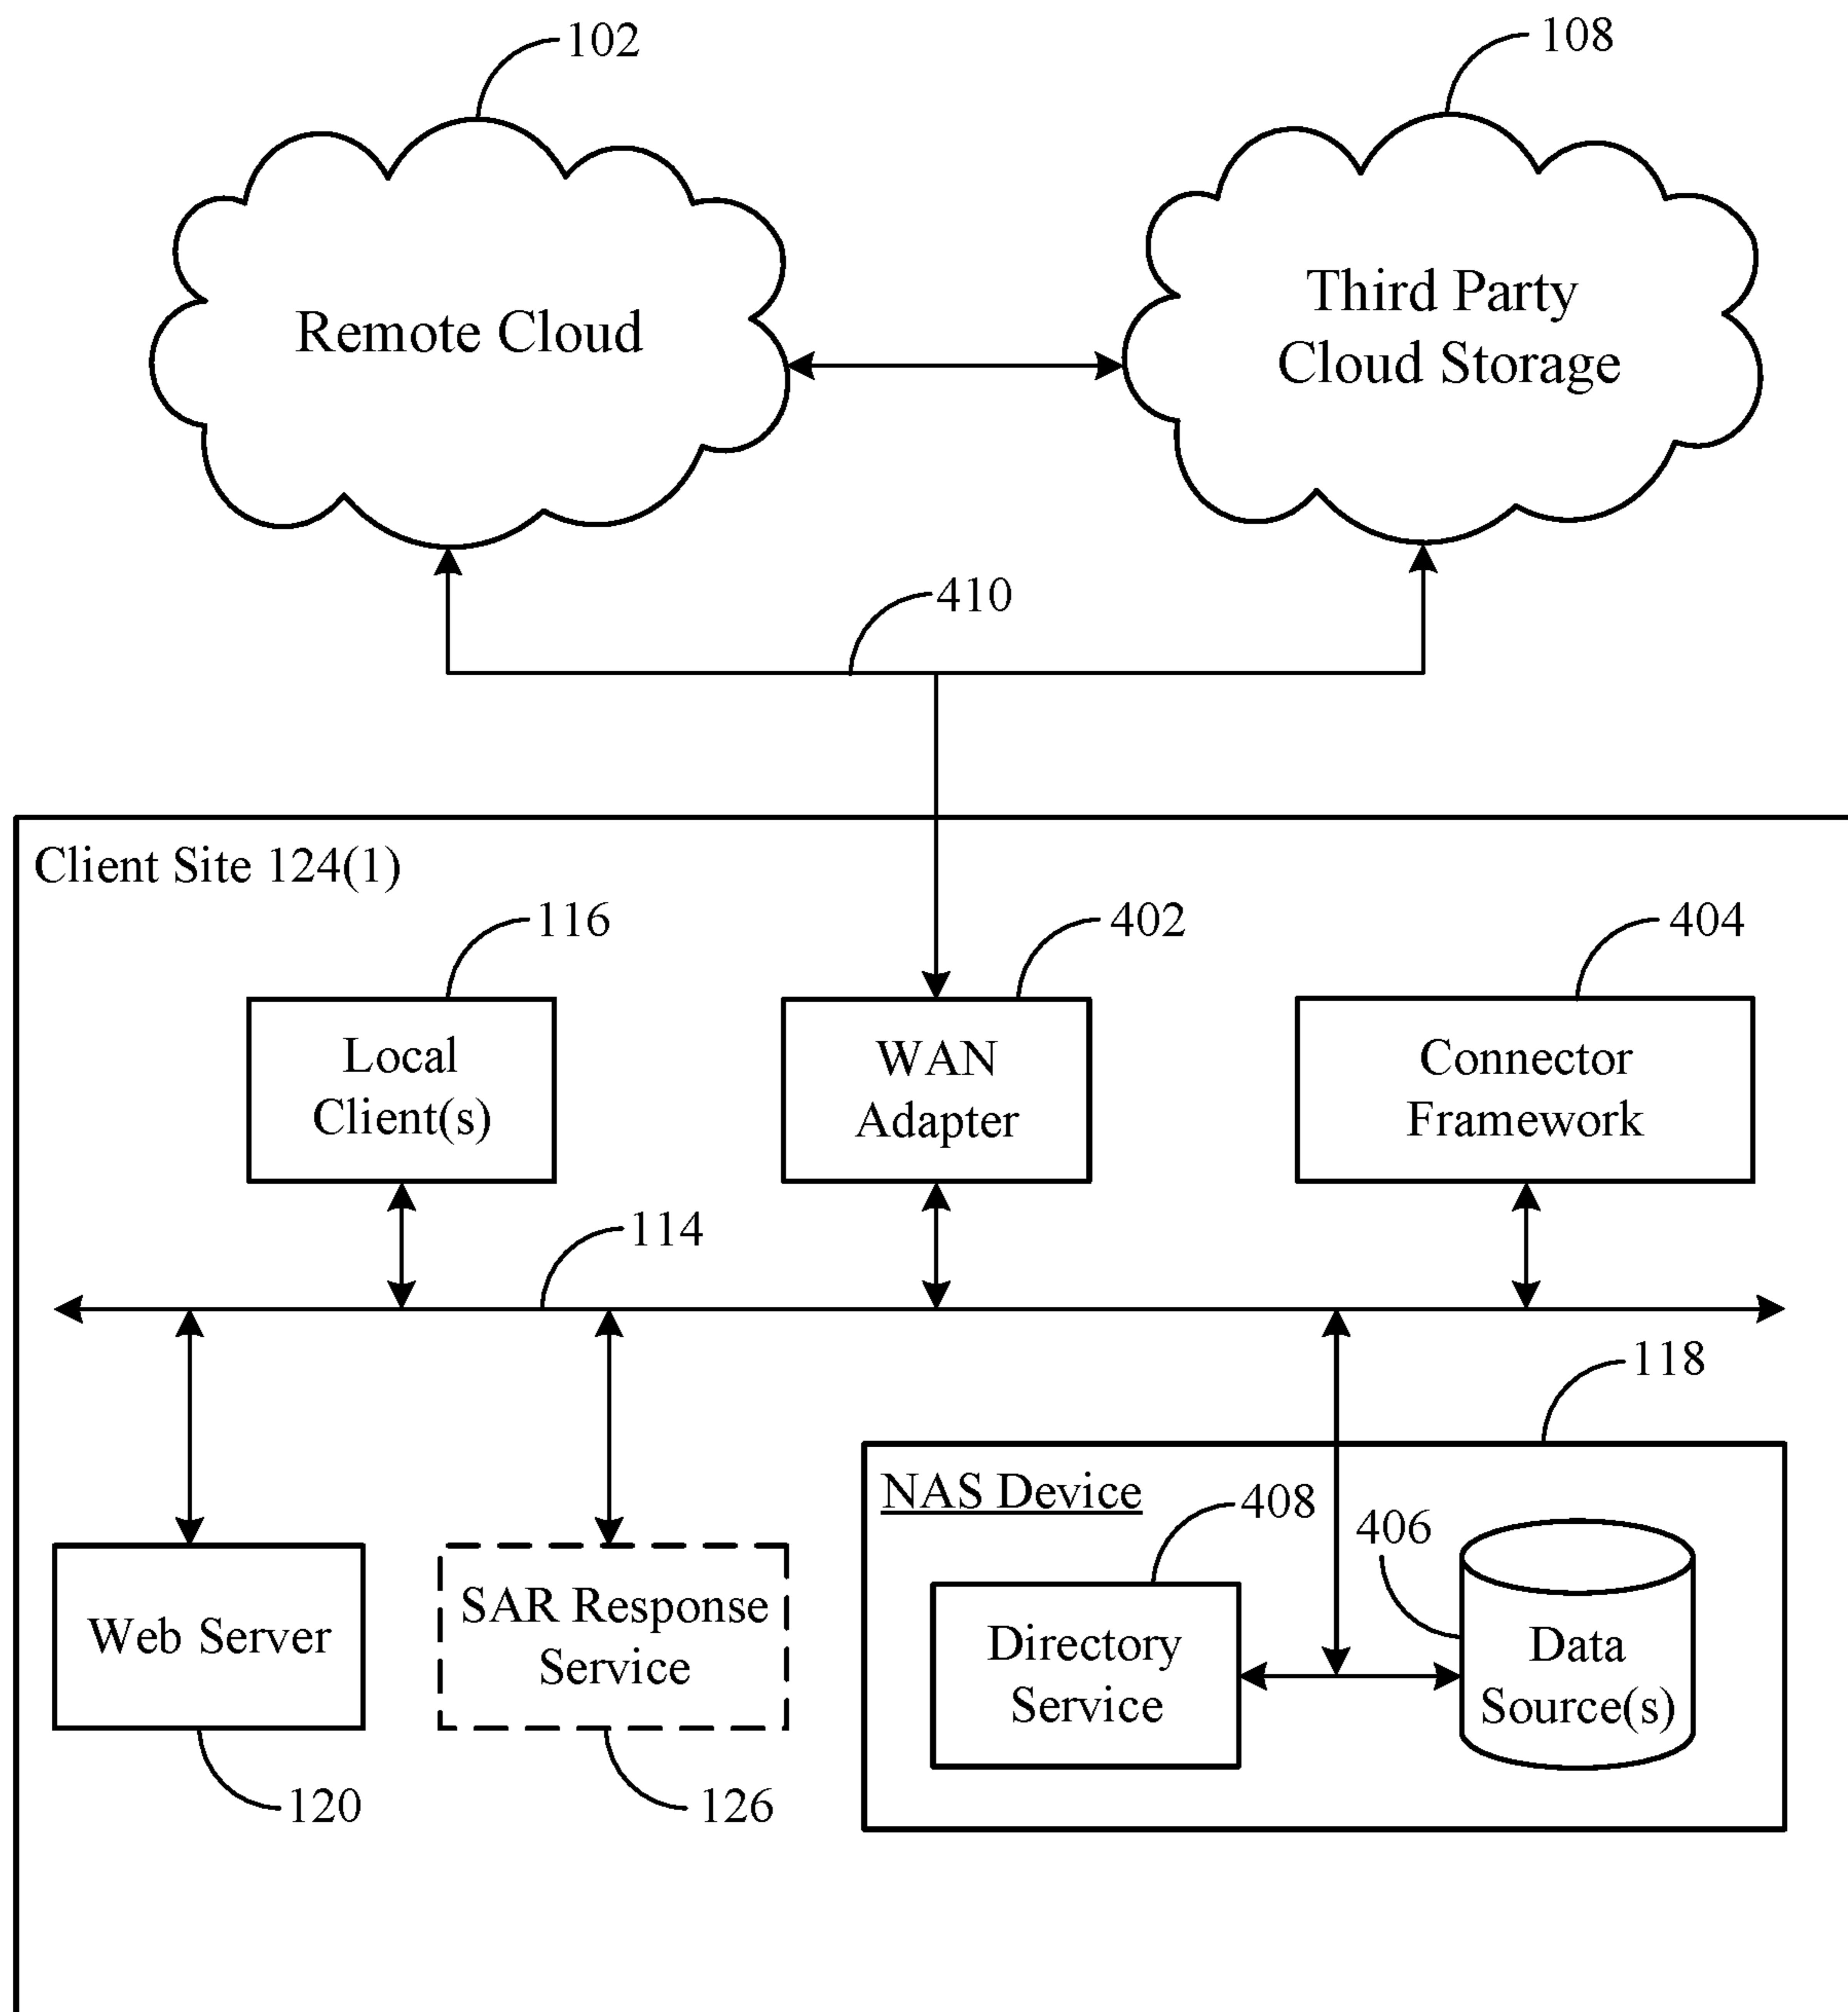 102
108
Remote Cloud
Third Party
Cloud Storage
410
Client Site 124(1)
116
402
404
Local
Client(s)
WAN
Adapter
Connector
Framework
114
118
NAS Device
408
406
Web Server
SAR Response
Service
Directory
Service
Data
Source(s)
120
126